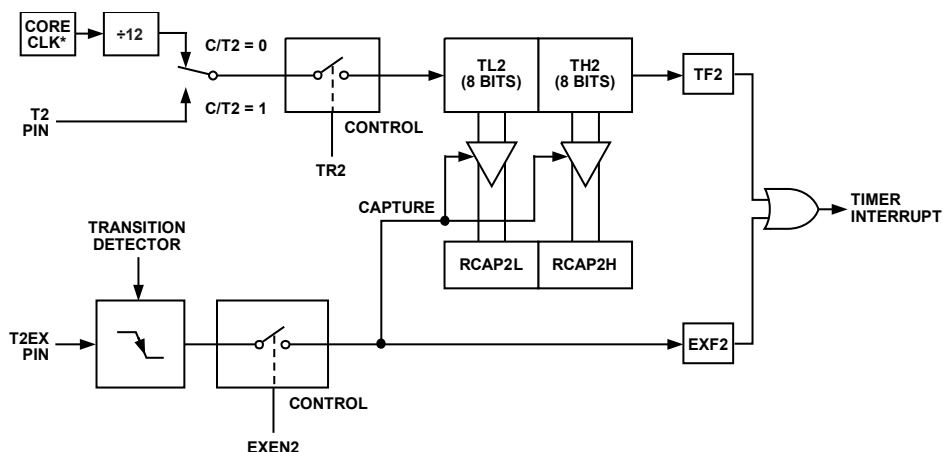 CORE
CLK*
÷12
C/T2 = 0
C/T2 = 1
T2
PIN
CONTROL
TR2
TL2
(8 BITS)
TH2
(8 BITS)
TF2
CAPTURE
TIMER
INTERRUPT
TRANSITION
DETECTOR
RCAP2L
RCAP2H
T2EX
PIN
EXF2
CONTROL
EXEN2